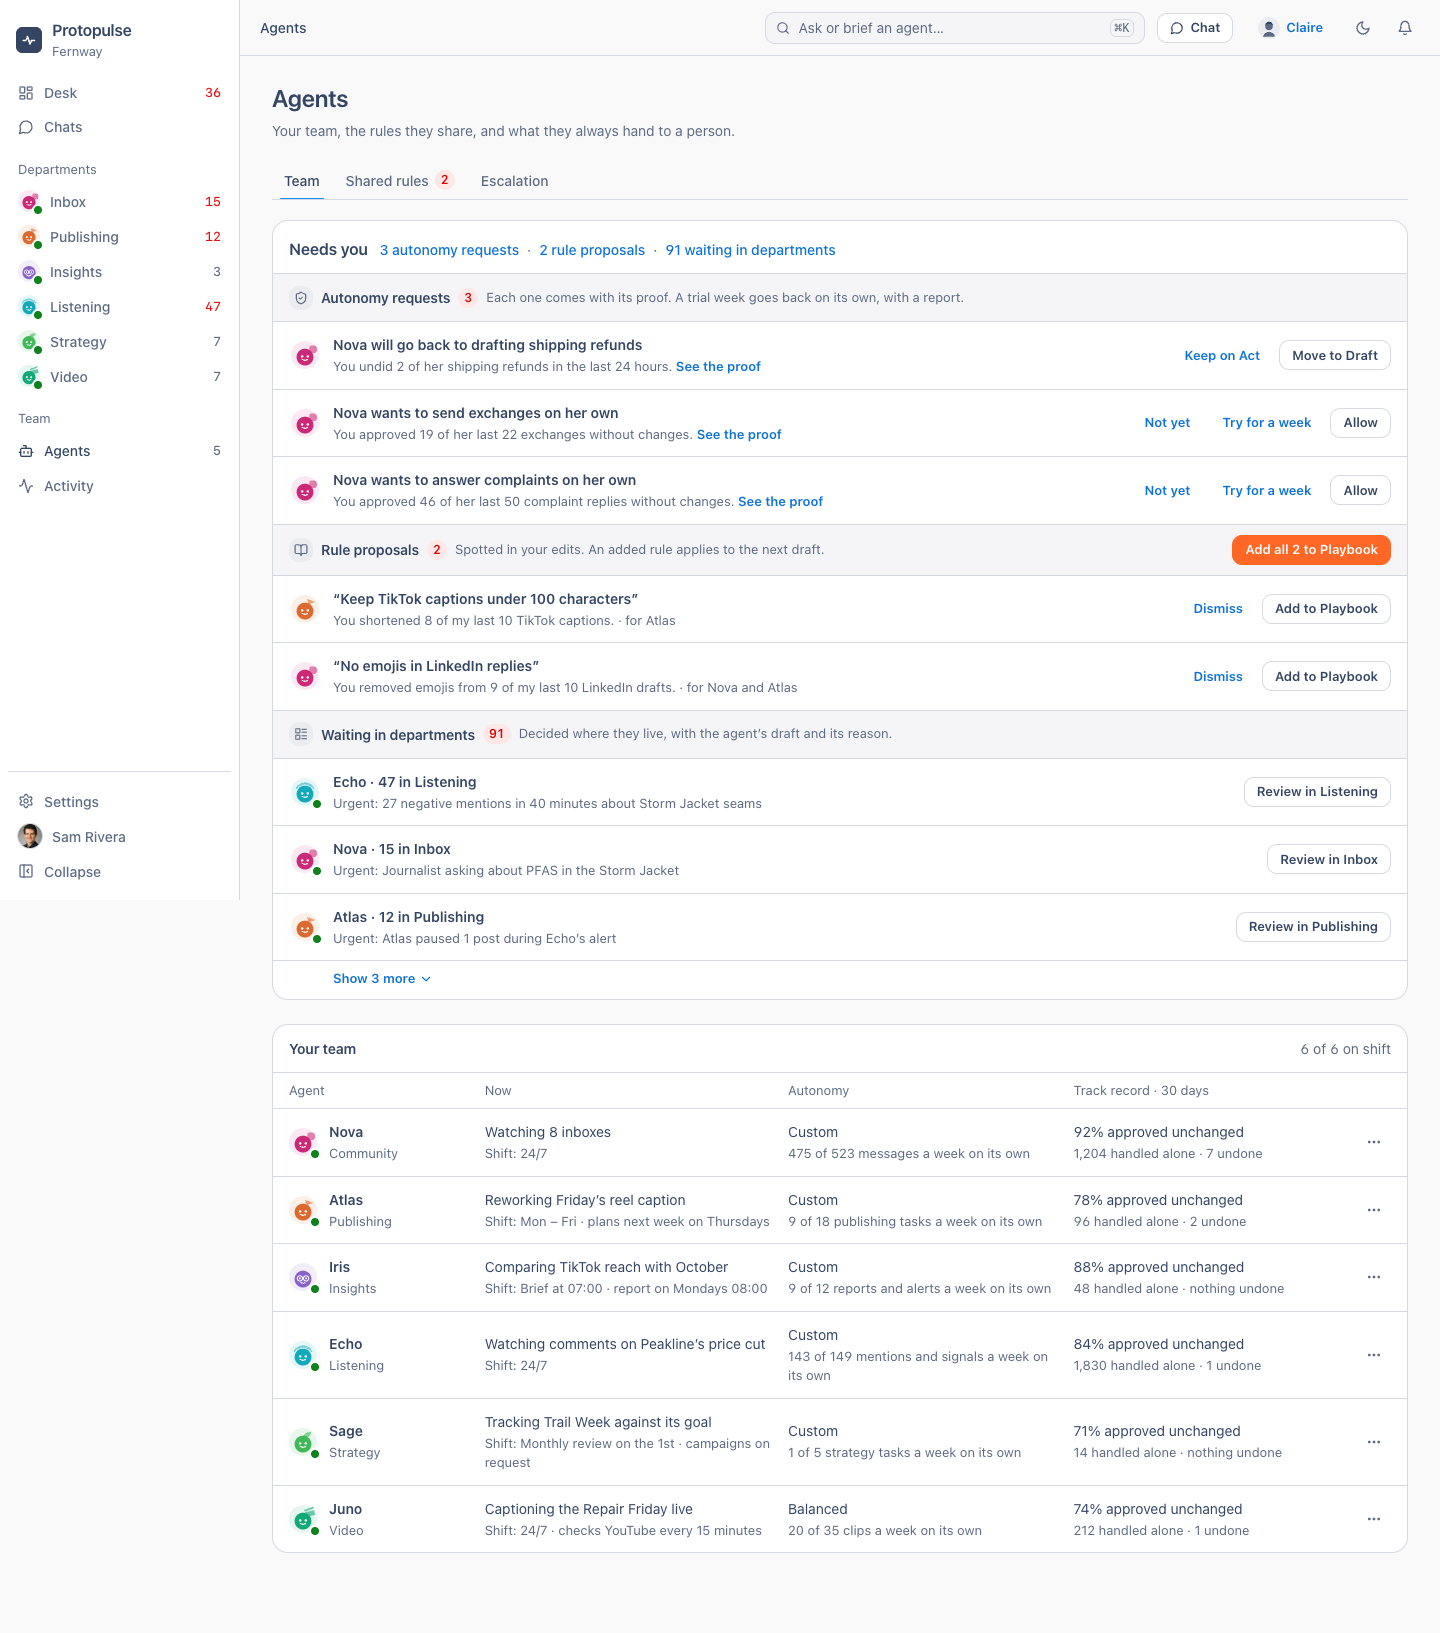 Protopulse
Fernway
Desk 36
Chats
Departments
Inbox 15
Publishing 12
Insights 3
Listening 47
Strategy 7
Video 7
Team
Agents 5
Activity
Settings
Sam Rivera
Collapse
Agents
Ask or brief an agent… ⌘K
Chat
Claire
Agents
Your team, the rules they share, and what they always hand to a person.
Team
Shared rules 2
Escalation
Needs you 3 autonomy requests · 2 rule proposals · 91 waiting in departments
Autonomy requests 3 Each one comes with its proof. A trial week goes back on its own, with a report.
Nova will go back to drafting shipping refunds
You undid 2 of her shipping refunds in the last 24 hours. See the proof
Keep on Act Move to Draft
Nova wants to send exchanges on her own
You approved 19 of her last 22 exchanges without changes. See the proof
Not yet Try for a week Allow
Nova wants to answer complaints on her own
You approved 46 of her last 50 complaint replies without changes. See the proof
Not yet Try for a week Allow
Rule proposals 2 Spotted in your edits. An added rule applies to the next draft. Add all 2 to Playbook
“Keep TikTok captions under 100 characters”
You shortened 8 of my last 10 TikTok captions. · for Atlas
Dismiss Add to Playbook
“No emojis in LinkedIn replies”
You removed emojis from 9 of my last 10 LinkedIn drafts. · for Nova and Atlas
Dismiss Add to Playbook
Waiting in departments 91 Decided where they live, with the agent’s draft and its reason.
Echo · 47 in Listening
Urgent: 27 negative mentions in 40 minutes about Storm Jacket seams
Review in Listening
Nova · 15 in Inbox
Urgent: Journalist asking about PFAS in the Storm Jacket
Review in Inbox
Atlas · 12 in Publishing
Urgent: Atlas paused 1 post during Echo’s alert
Review in Publishing
Show 3 more
Your team 6 of 6 on shift
Agent Now Autonomy Track record · 30 days
Nova
Community
Watching 8 inboxes
Shift: 24/7
Custom
475 of 523 messages a week on its own
92% approved unchanged
1,204 handled alone · 7 undone
Atlas
Publishing
Reworking Friday’s reel caption
Shift: Mon – Fri · plans next week on Thursdays
Custom
9 of 18 publishing tasks a week on its own
78% approved unchanged
96 handled alone · 2 undone
Iris
Insights
Comparing TikTok reach with October
Shift: Brief at 07:00 · report on Mondays 08:00
Custom
9 of 12 reports and alerts a week on its own
88% approved unchanged
48 handled alone · nothing undone
Echo
Listening
Watching comments on Peakline’s price cut
Shift: 24/7
Custom
143 of 149 mentions and signals a week on
its own
84% approved unchanged
1,830 handled alone · 1 undone
Sage
Strategy
Tracking Trail Week against its goal
Shift: Monthly review on the 1st · campaigns on
request
Custom
1 of 5 strategy tasks a week on its own
71% approved unchanged
14 handled alone · nothing undone
Juno
Video
Captioning the Repair Friday live
Shift: 24/7 · checks YouTube every 15 minutes
Balanced
20 of 35 clips a week on its own
74% approved unchanged
212 handled alone · 1 undone